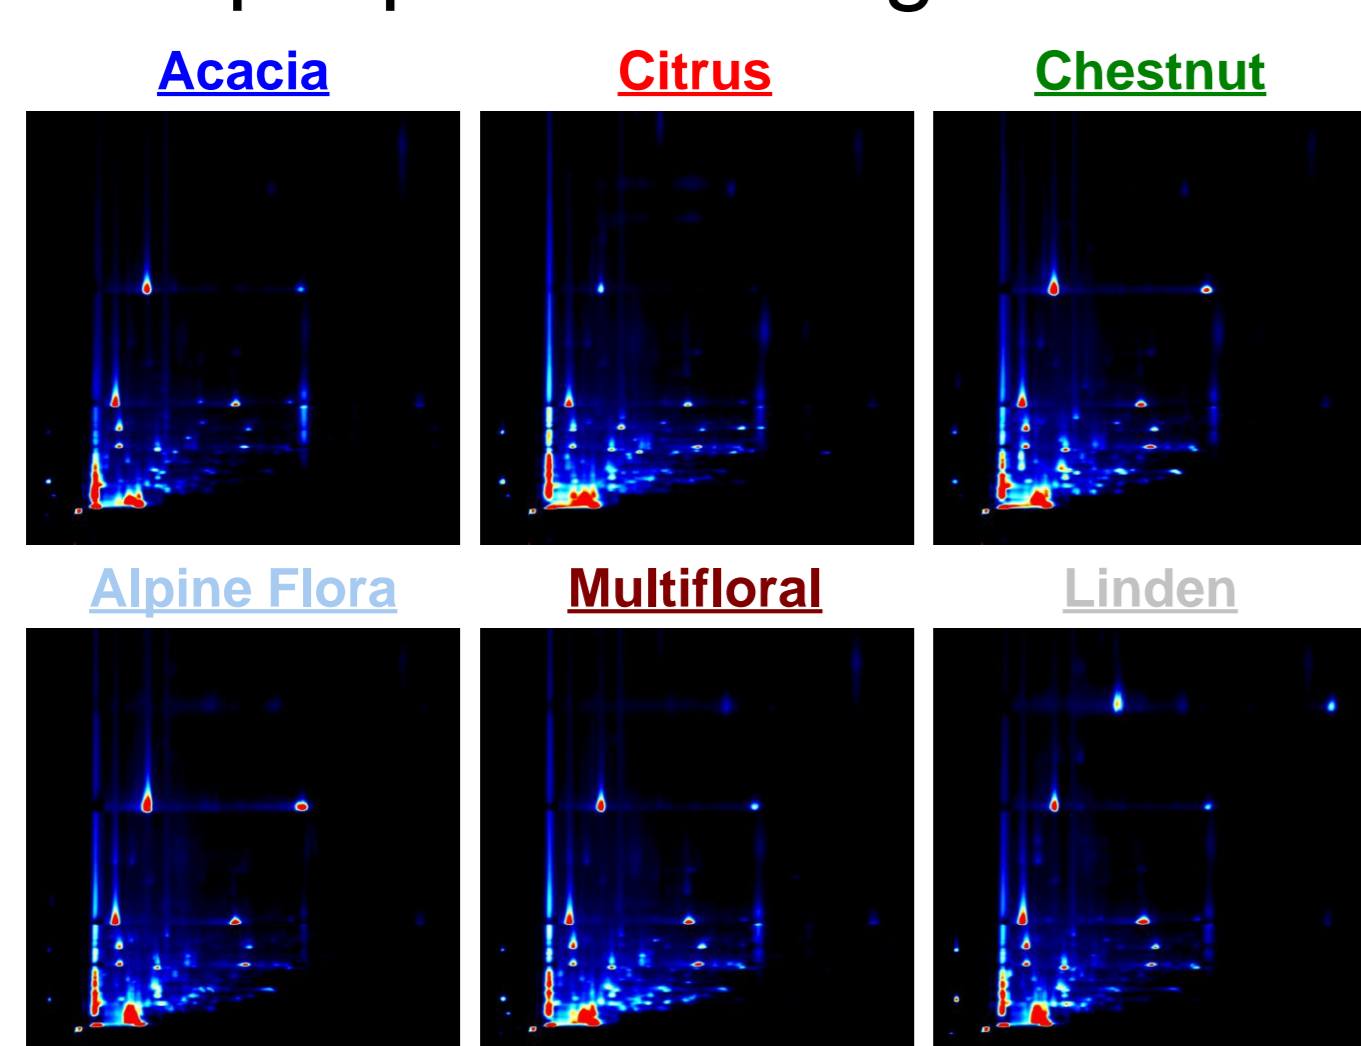 Acacia
Citrus
Chestnut
Alpine Flora
Multifloral
Linden